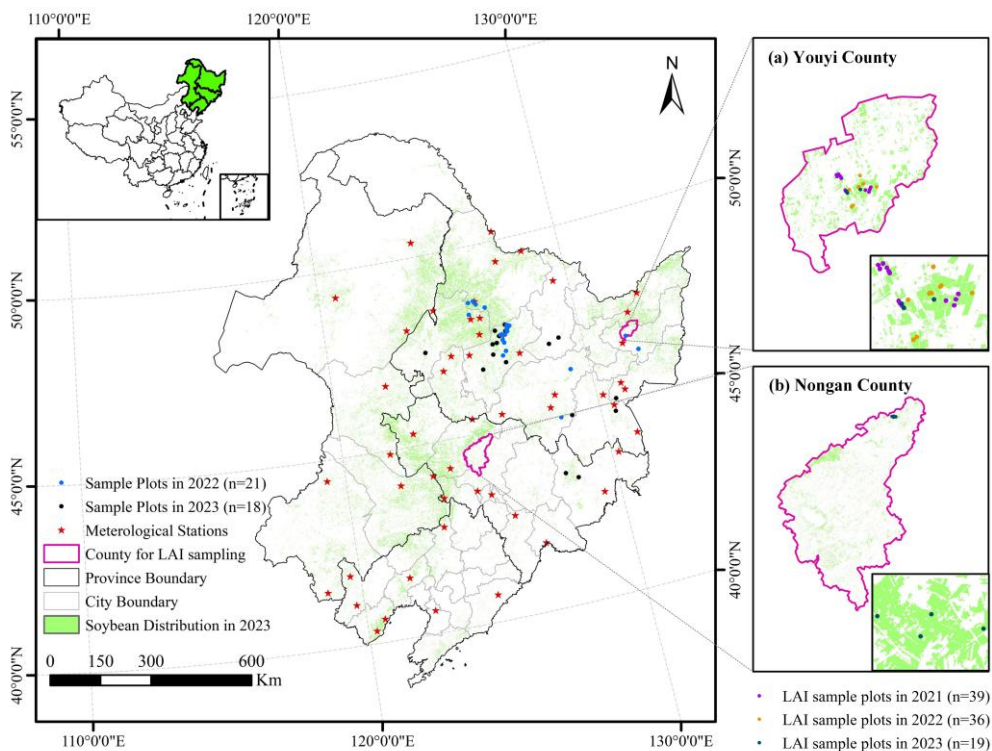 110°0'0"E
120°0'0"E
130°0'0"E
55°0'0"N
50°0'0"N
45°0'0"N
40°0'0"N
N
50°0'0"N
45°0'0"N
40°0'0"N
Sample Plots in 2022 (n=21)
Sample Plots in 2023 (n=18)
Meterological Stations
County for LAI sampling
Province Boundary
City Boundary
Soybean Distribution in 2023
0 150 300 600
Km
110°0'0"E
120°0'0"E
130°0'0"E
(a) Youyi County
(b) Nongan County
LAI sample plots in 2021 (n=39)
LAI sample plots in 2022 (n=36)
LAI sample plots in 2023 (n=19)